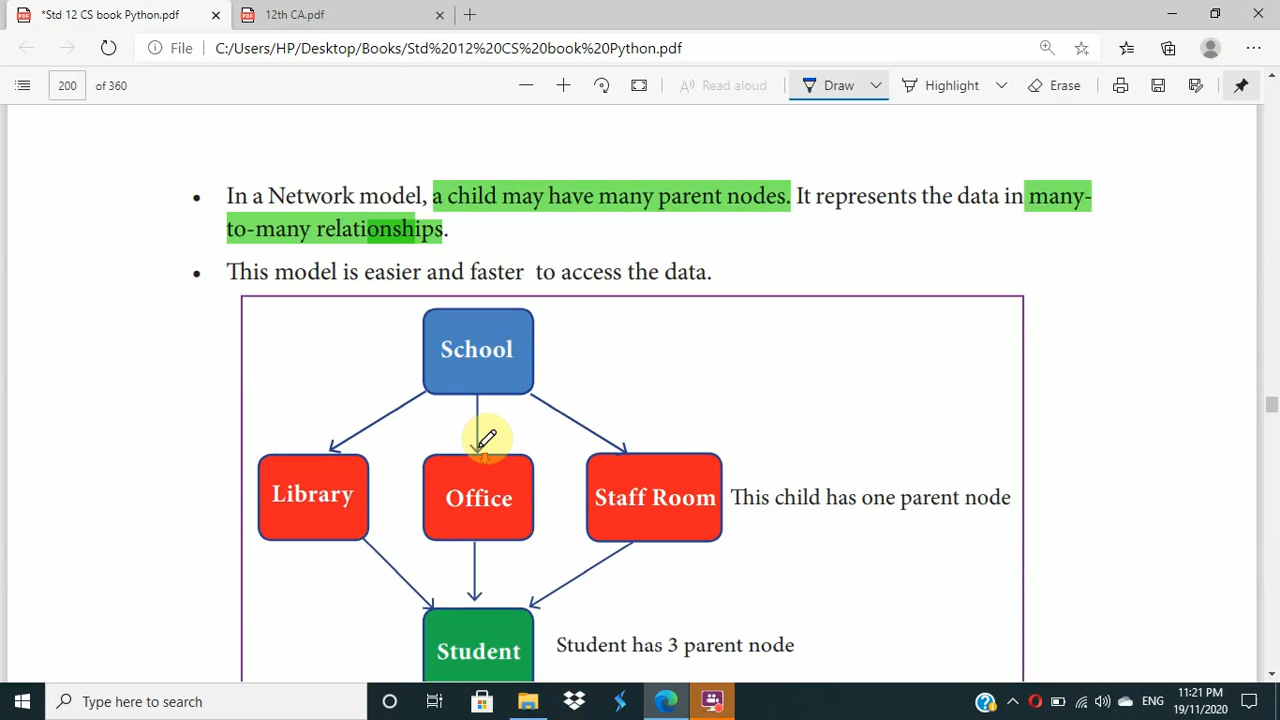 *Std 12 CS book Python.pdf
12th CA.pdf
File
C:/Users/HP/Desktop/Books/Std%2012%20CS%20book%20Python.pdf
200 of 360
Read aloud
Draw
Highlight
Erase
• In a Network model, a child may have many parent nodes. It represents the data in many-
to-many relationships.
• This model is easier and faster to access the data.
School
Library
Office
Staff Room
This child has one parent node
Student
Student has 3 parent node
Type here to search
ENG
11:21 PM
19/11/2020